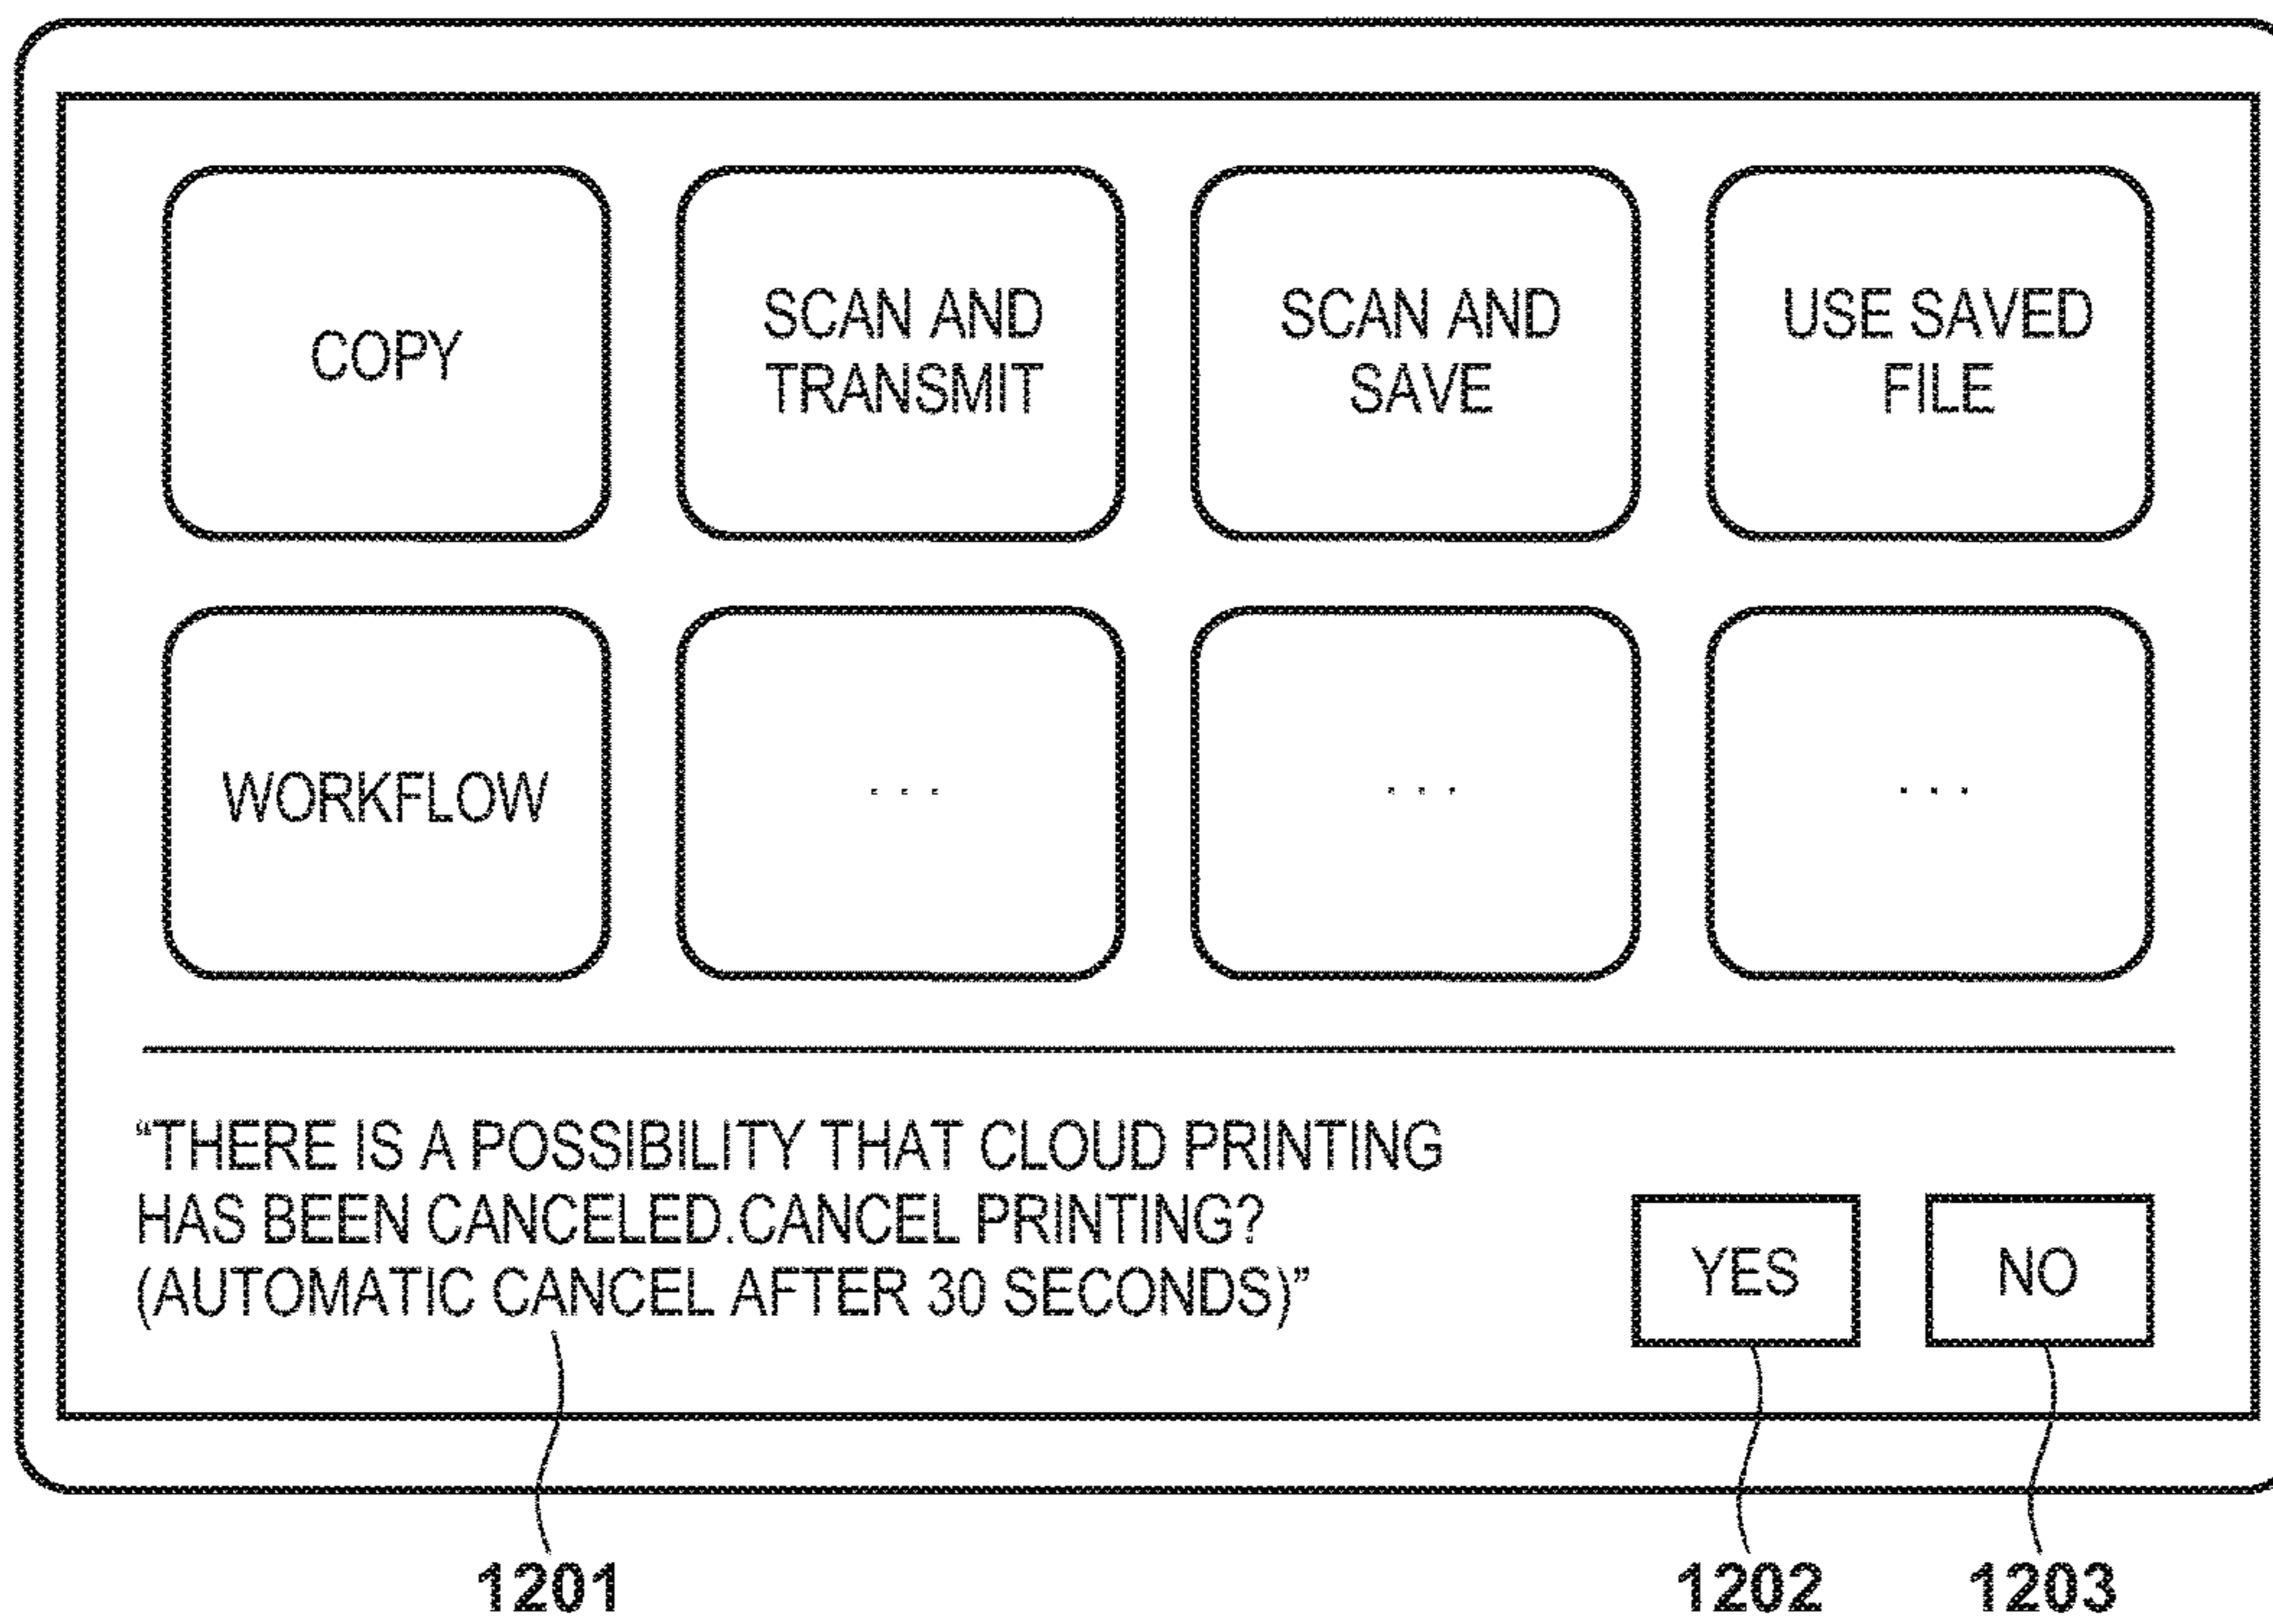 COPY
SCAN AND
TRANSMIT
SCAN AND
SAVE
USE SAVED
FILE
WORKFLOW
...
...
...
“THERE IS A POSSIBILITY THAT CLOUD PRINTING
HAS BEEN CANCELED.CANCEL PRINTING?
(AUTOMATIC CANCEL AFTER 30 SECONDS)”
YES
NO
1201
1202
1203